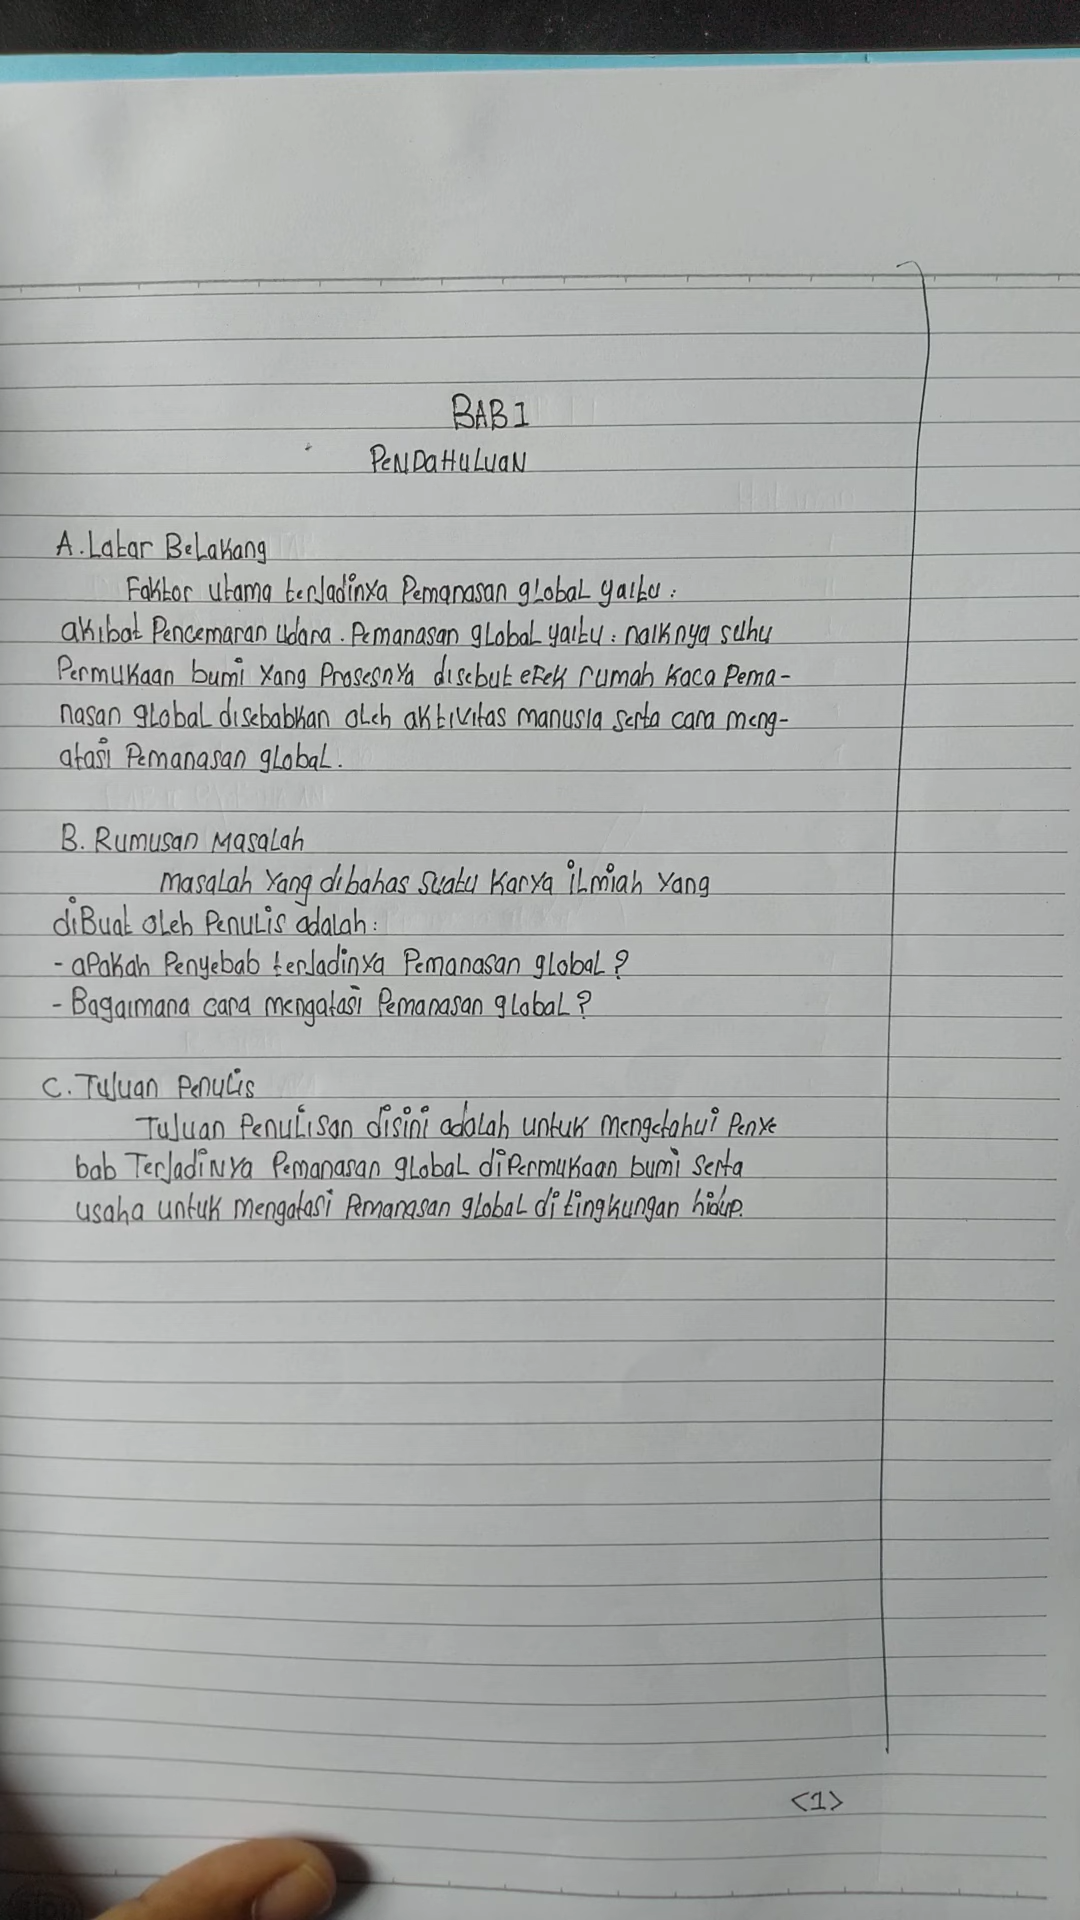 BAB 1
PENDAHULUAN
A. Latar Belakang
Faktor utama terjadinya Pemanasan global yaitu :
akibat Pencemaran Udara. Pemanasan global yaitu : naiknya suhu
Permukaan bumi yang Prosesnya disebut efek rumah kaca Pema-
nasan global disebabkan oleh aktivitas manusia serta cara meng-
atasi Pemanasan global.
B. Rumusan Masalah
Masalah yang dibahas suatu Karya ilmiah yang
diBuat oleh Penulis adalah :
- apakah Penyebab terjadinya Pemanasan global ?
- Bagaimana cara mengatasi Pemanasan global ?
C. Tujuan Penulis
Tujuan Penulisan disini adalah untuk mengetahui Penye
bab Terjadinya Pemanasan global diPermukaan bumi serta
usaha untuk mengatasi Pemanasan global di lingkungan hidup.
<1>